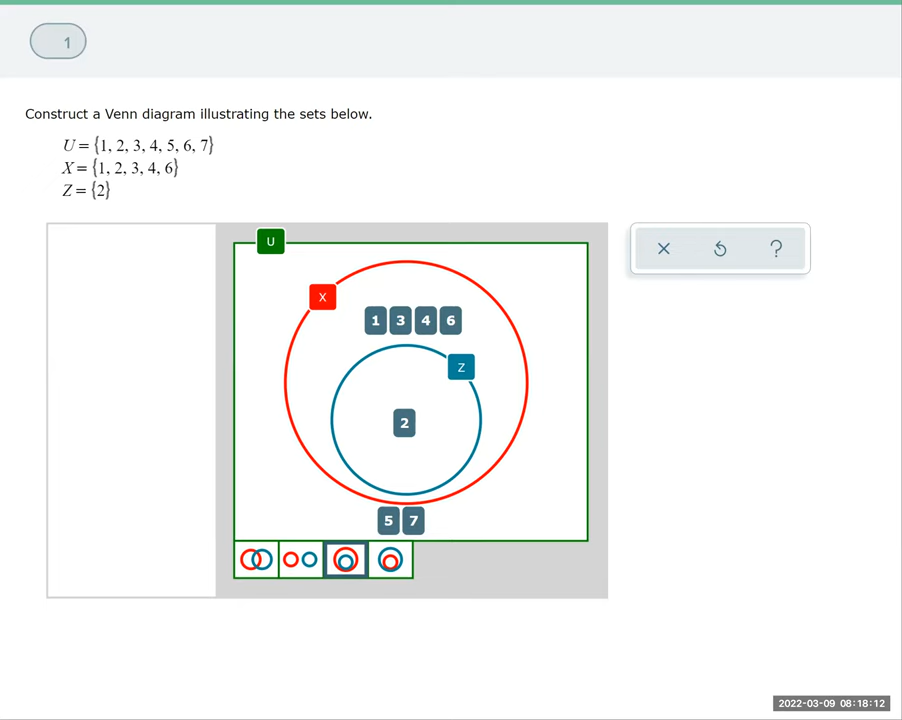 1
Construct a Venn diagram illustrating the sets below.
U = {1, 2, 3, 4, 5, 6, 7}
X = {1, 2, 3, 4, 6}
Z = {2}
U
X
1 3 4 6
Z
2
5 7
?
2022-03-09 08:18:12